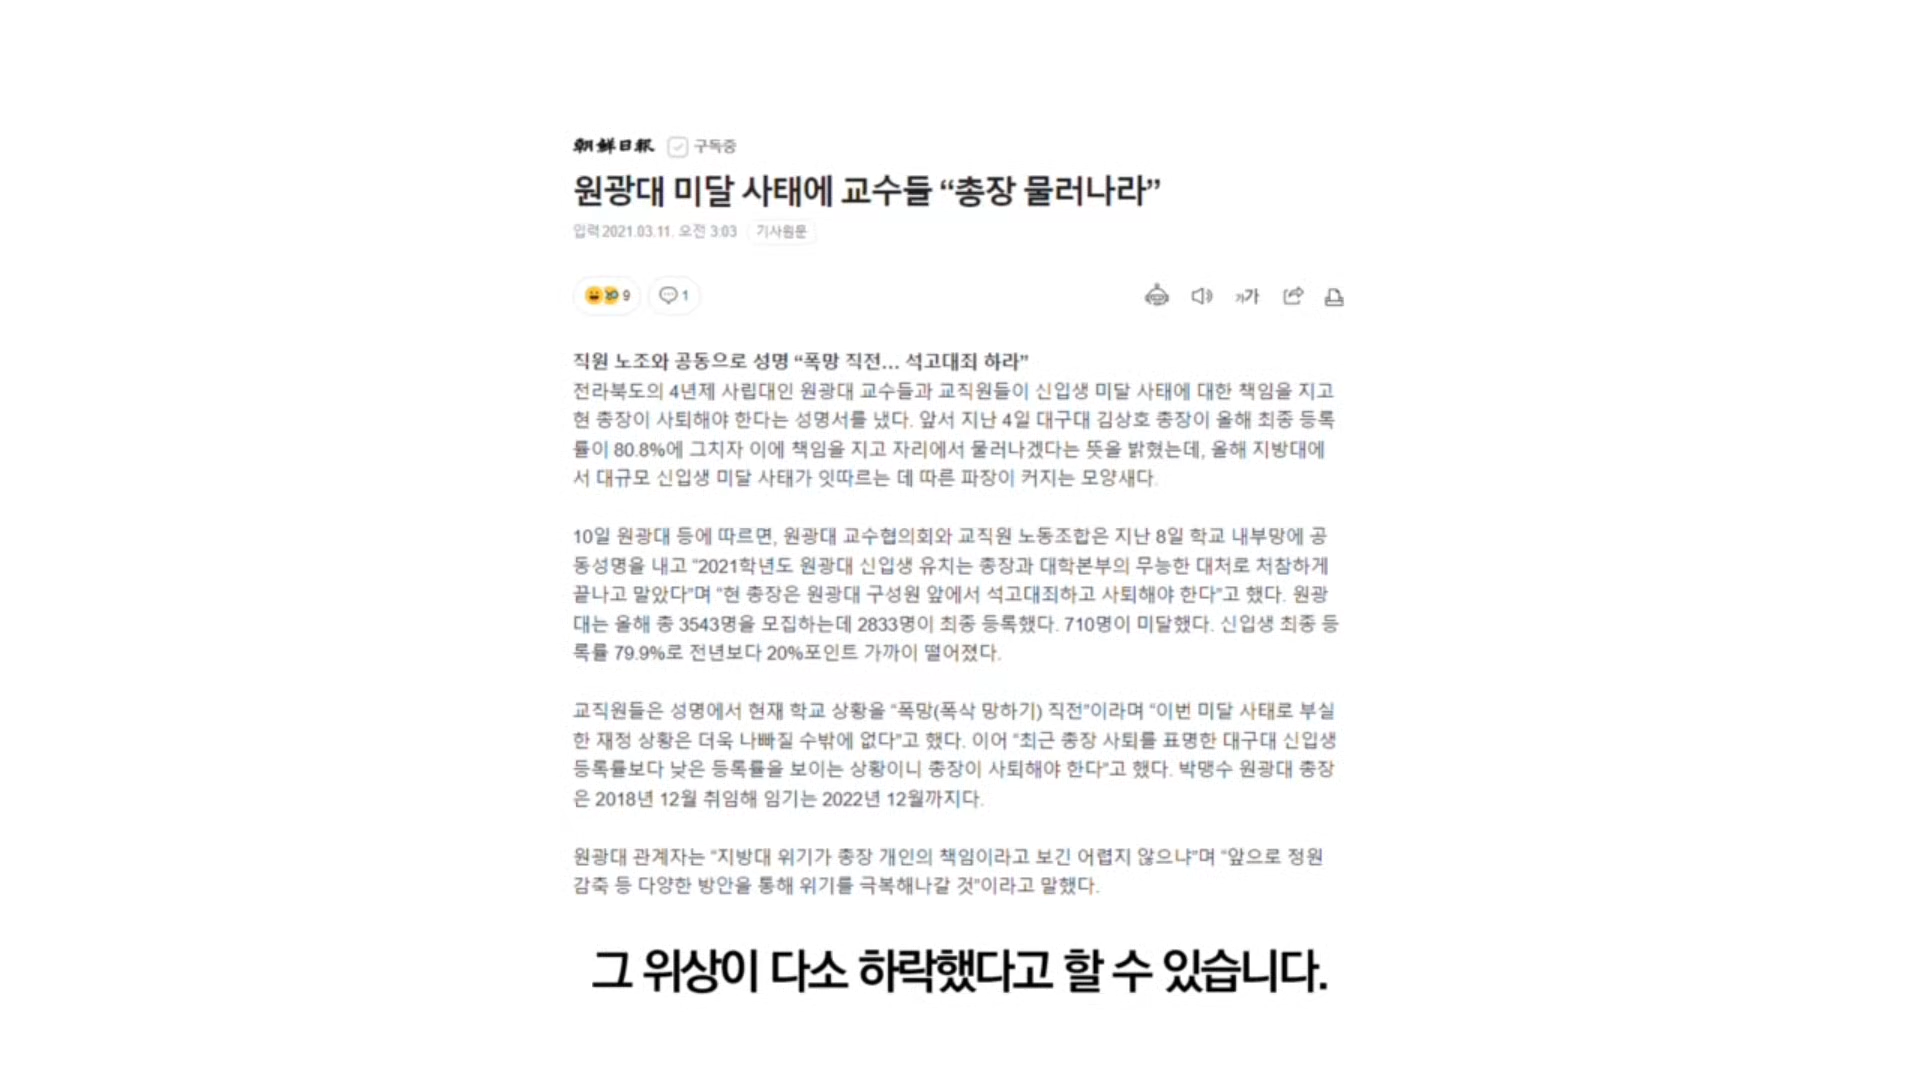 朝鮮日報 구독중
원광대 미달 사태에 교수들 “총장 물러나라”
입력 2021.03.11. 오전 3:03 기사원문
9 1
가가
직원 노조와 공동으로 성명 “폭망 직전… 석고대죄 하라”
전라북도의 4년제 사립대인 원광대 교수들과 교직원들이 신입생 미달 사태에 대한 책임을 지고
현 총장이 사퇴해야 한다는 성명서를 냈다. 앞서 지난 4일 대구대 김상호 총장이 올해 최종 등록
률이 80.8%에 그치자 이에 책임을 지고 자리에서 물러나겠다는 뜻을 밝혔는데, 올해 지방대에
서 대규모 신입생 미달 사태가 잇따르는 데 따른 파장이 커지는 모양새다.
10일 원광대 등에 따르면, 원광대 교수협의회와 교직원 노동조합은 지난 8일 학교 내부망에 공
동성명을 내고 “2021학년도 원광대 신입생 유치는 총장과 대학본부의 무능한 대처로 처참하게
끝나고 말았다”며 “현 총장은 원광대 구성원 앞에서 석고대죄하고 사퇴해야 한다”고 했다. 원광
대는 올해 총 3543명을 모집하는데 2833명이 최종 등록했다. 710명이 미달했다. 신입생 최종 등
록률 79.9%로 전년보다 20%포인트 가까이 떨어졌다.
교직원들은 성명에서 현재 학교 상황을 “폭망(폭삭 망하기) 직전”이라며 “이번 미달 사태로 부실
한 재정 상황은 더욱 나빠질 수밖에 없다”고 했다. 이어 “최근 총장 사퇴를 표명한 대구대 신입생
등록률보다 낮은 등록률을 보이는 상황이니 총장이 사퇴해야 한다”고 했다. 박맹수 원광대 총장
은 2018년 12월 취임해 임기는 2022년 12월까지다.
원광대 관계자는 “지방대 위기가 총장 개인의 책임이라고 보긴 어렵지 않으냐”며 “앞으로 정원
감축 등 다양한 방안을 통해 위기를 극복해나갈 것”이라고 말했다.
그 위상이 다소 하락했다고 할 수 있습니다.